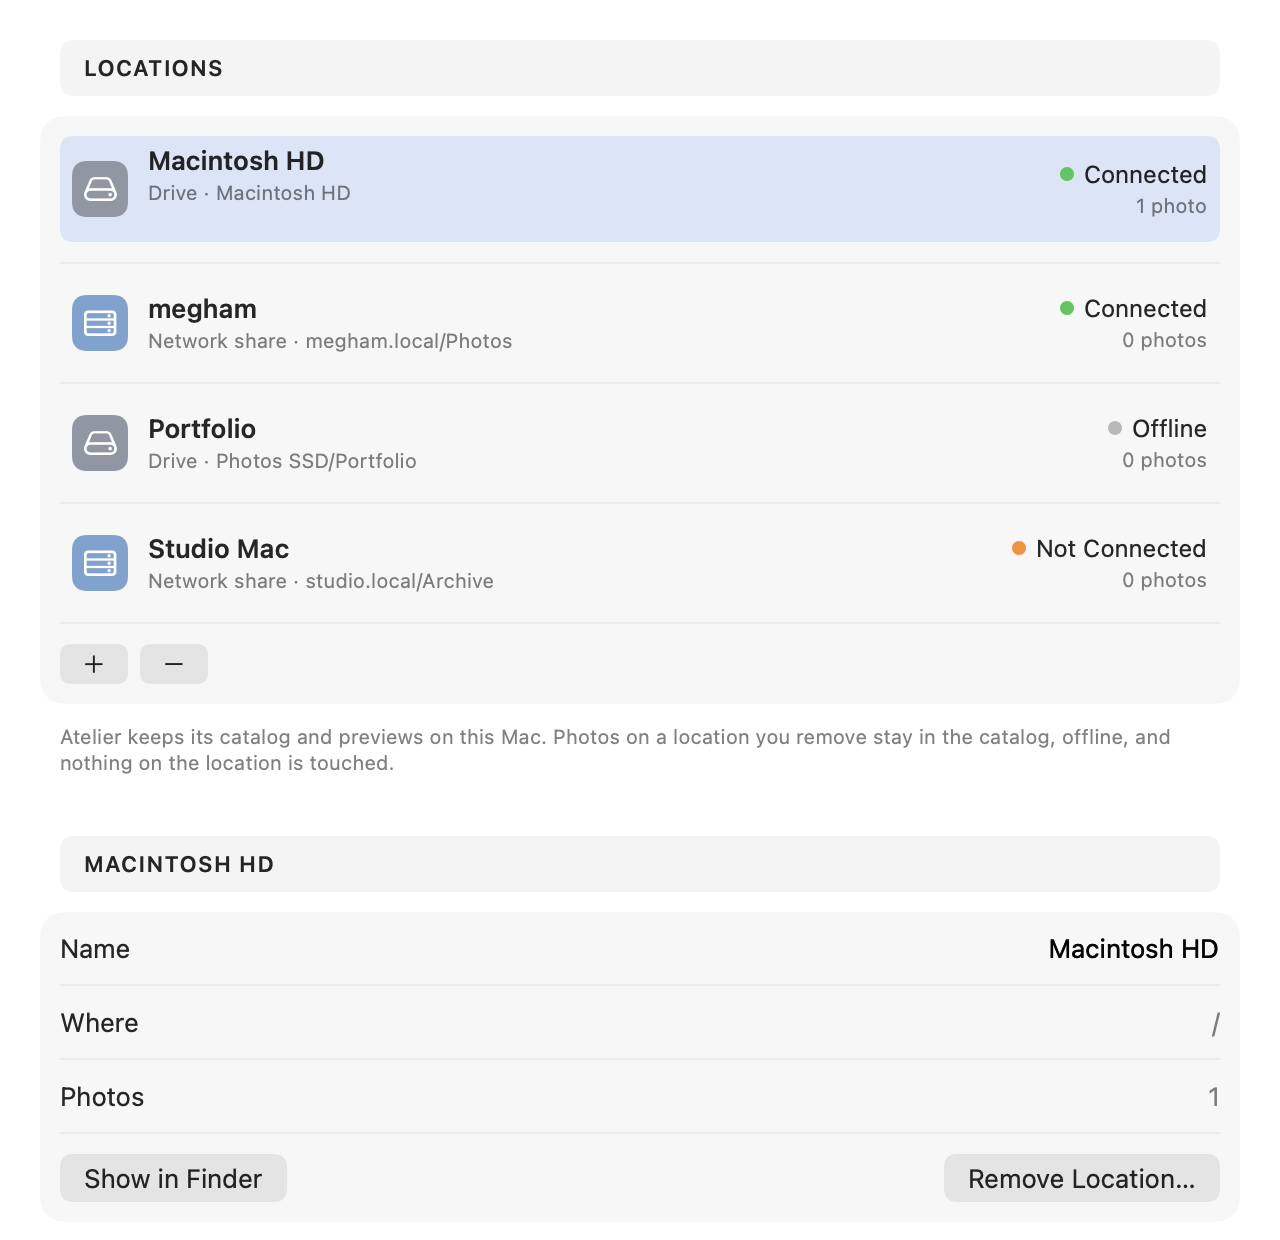 LOCATIONS
Macintosh HD
Connected
Drive · Macintosh HD
1 photo
megham
Connected
Network share · megham.local/Photos
0 photos
Portfolio
Offline
Drive · Photos SSD/Portfolio
0 photos
Studio Mac
Not Connected
Network share · studio.local/Archive
0 photos
+ −
Atelier keeps its catalog and previews on this Mac. Photos on a location you remove stay in the catalog, offline, and
nothing on the location is touched.
MACINTOSH HD
Name Macintosh HD
Where /
Photos 1
Show in Finder Remove Location...